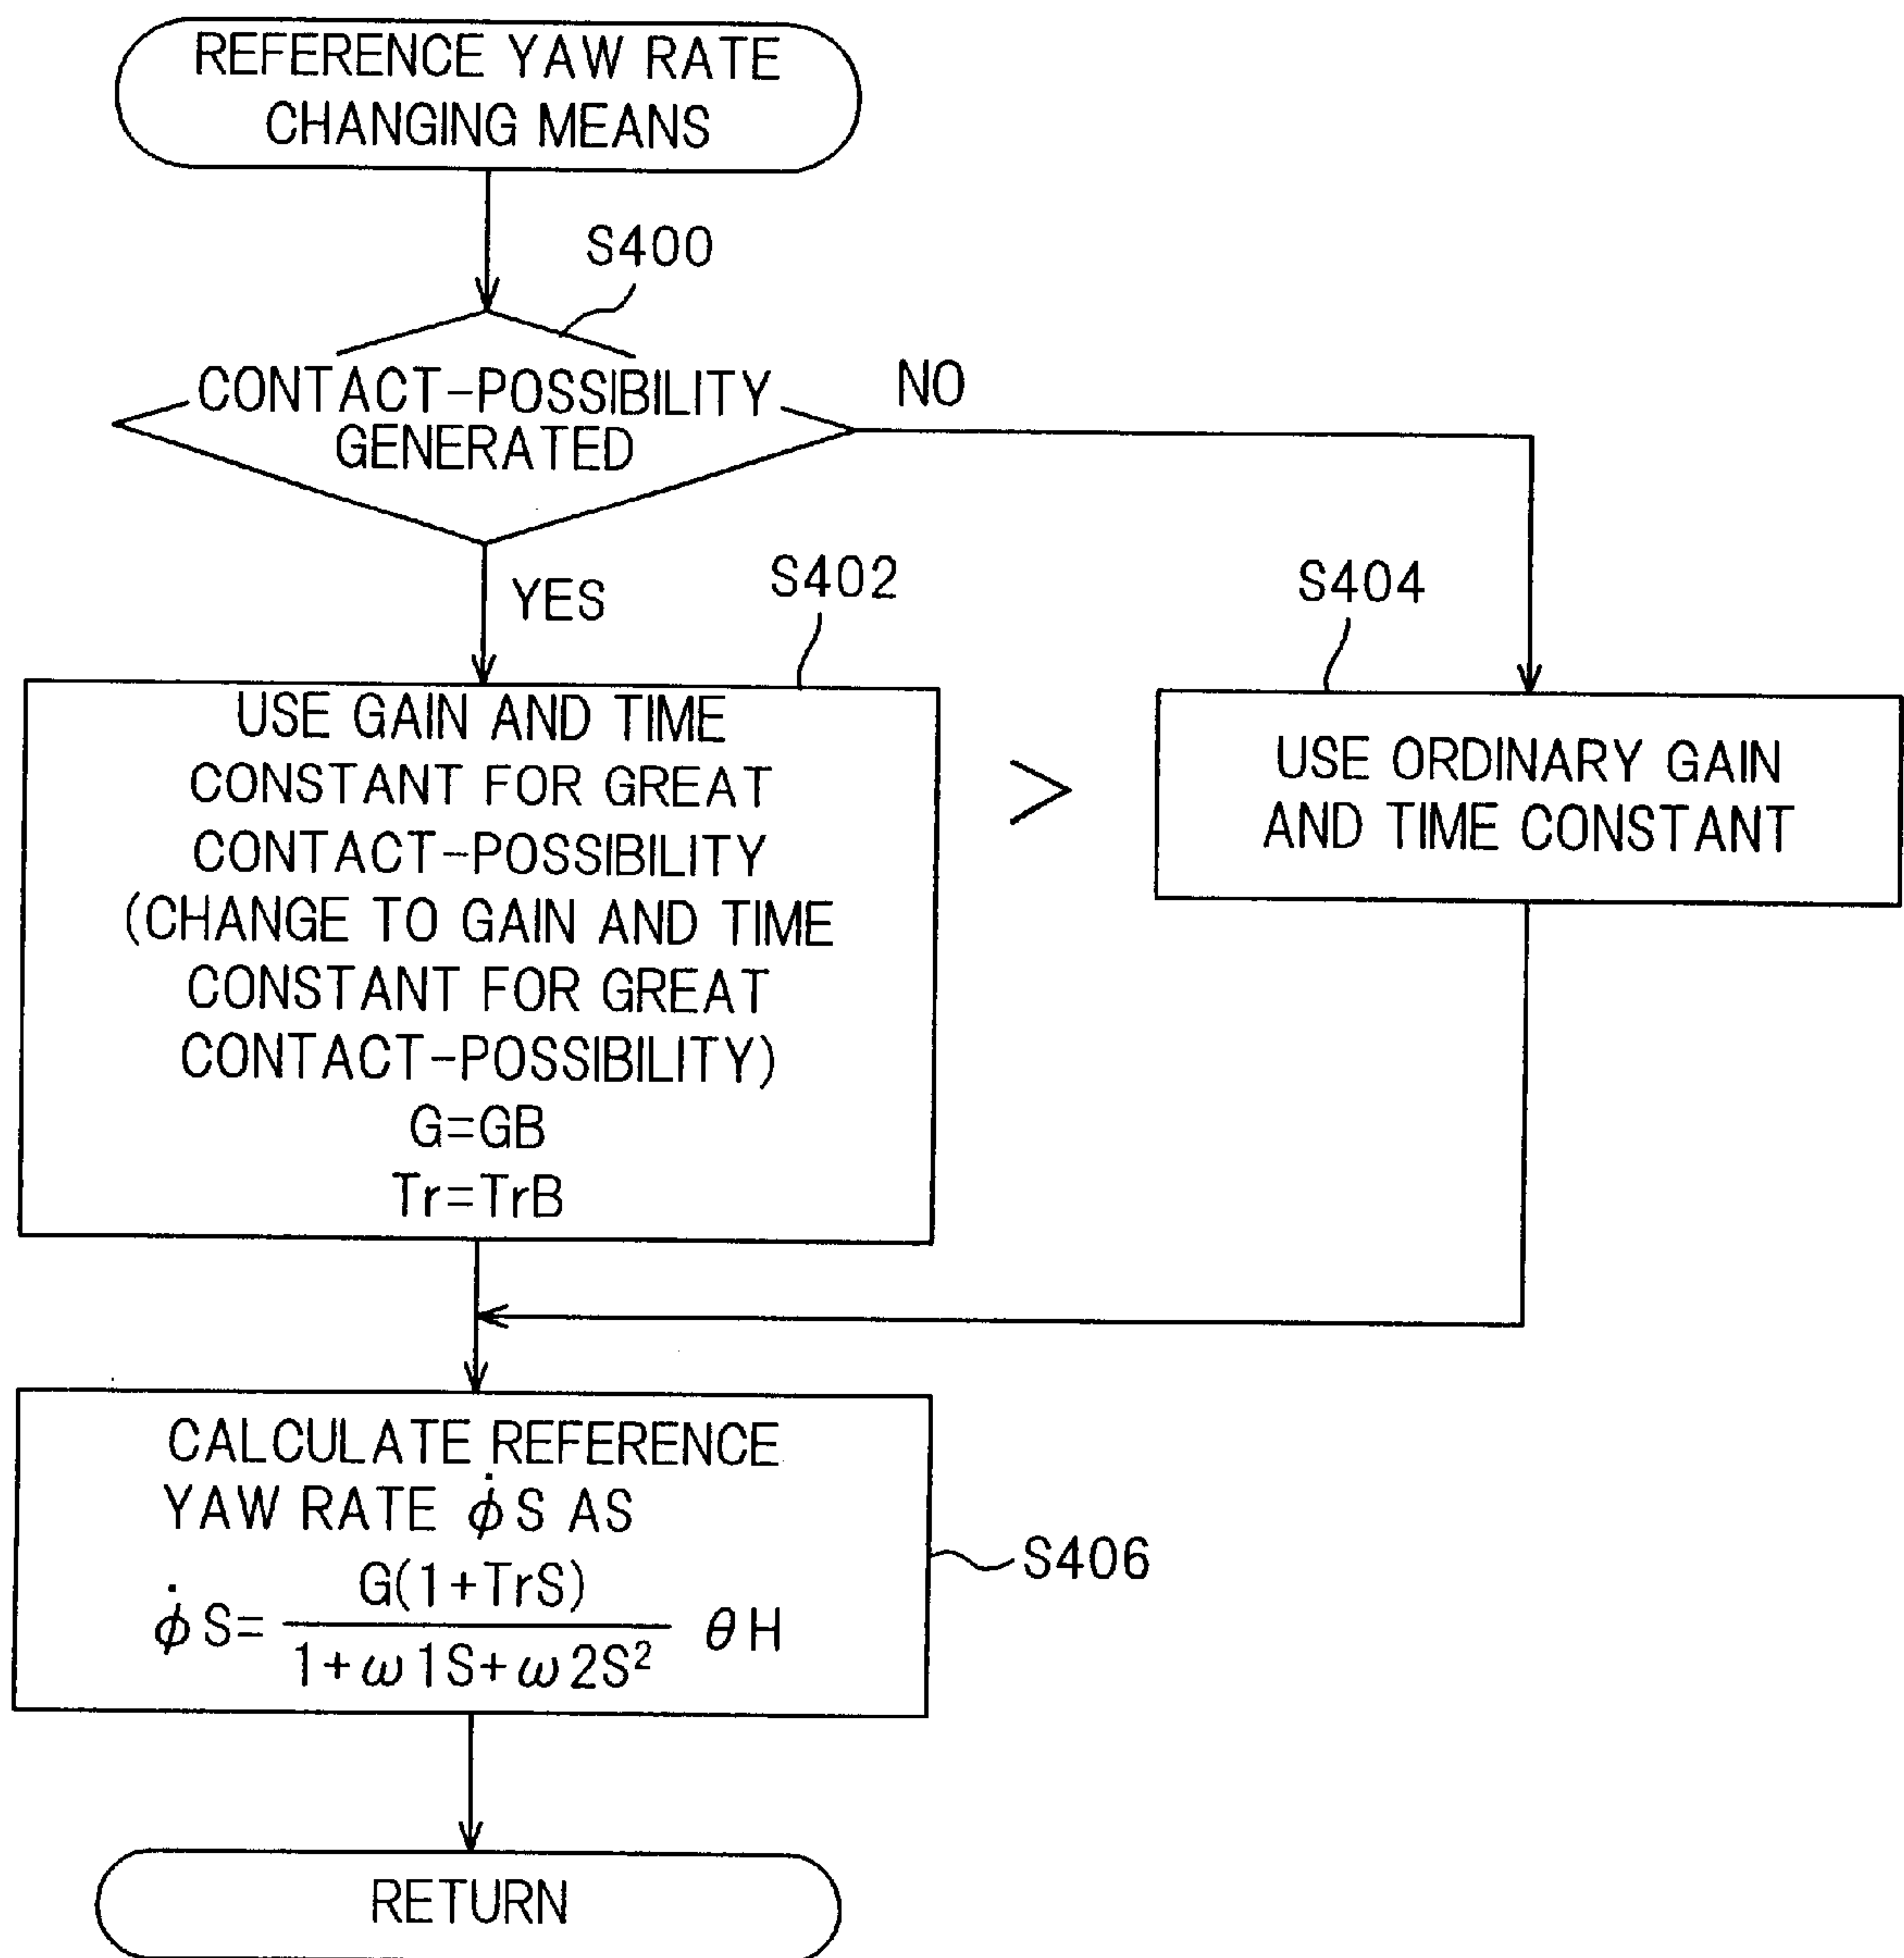 REFERENCE YAW RATE
CHANGING MEANS
S400
CONTACT-POSSIBILITY
GENERATED
NO
YES
S402
S404
USE GAIN AND TIME
CONSTANT FOR GREAT
CONTACT-POSSIBILITY
(CHANGE TO GAIN AND TIME
CONSTANT FOR GREAT
CONTACT-POSSIBILITY)
G=GB
Tr=TrB
>
USE ORDINARY GAIN
AND TIME CONSTANT
CALCULATE REFERENCE
YAW RATE ϕ̇S AS
ϕ̇S= G(1+TrS) / 1+ω1S+ω2S² θH
S406
RETURN